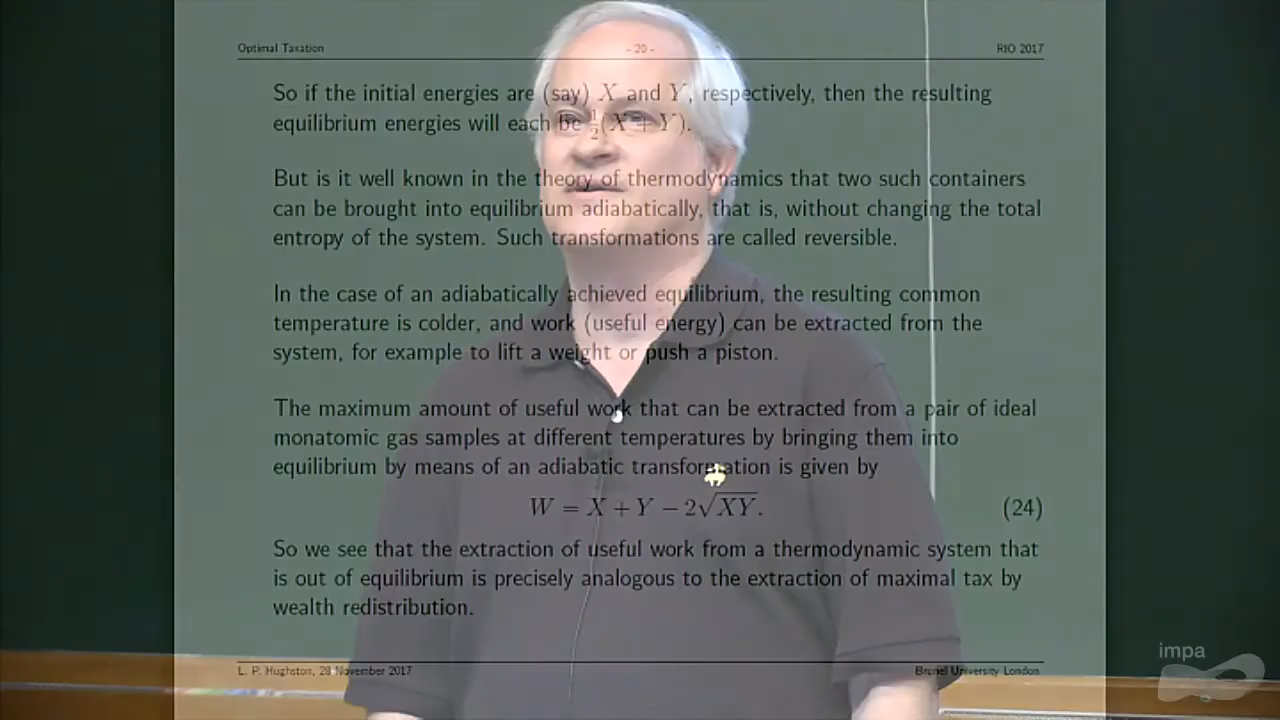 Optimal Taxation - 20 - RIO 2017
So if the initial energies are (say) X and Y, respectively, then the resulting
equilibrium energies will each be ½(X + Y).
But is it well known in the theory of thermodynamics that two such containers
can be brought into equilibrium adiabatically, that is, without changing the total
entropy of the system. Such transformations are called reversible.
In the case of an adiabatically achieved equilibrium, the resulting common
temperature is colder, and work (useful energy) can be extracted from the
system, for example to lift a weight or push a piston.
The maximum amount of useful work that can be extracted from a pair of ideal
monatomic gas samples at different temperatures by bringing them into
equilibrium by means of an adiabatic transformation is given by
W = X + Y − 2√XY. (24)
So we see that the extraction of useful work from a thermodynamic system that
is out of equilibrium is precisely analogous to the extraction of maximal tax by
wealth redistribution.
L. P. Hughston, 28 November 2017 Brunel University London
impa